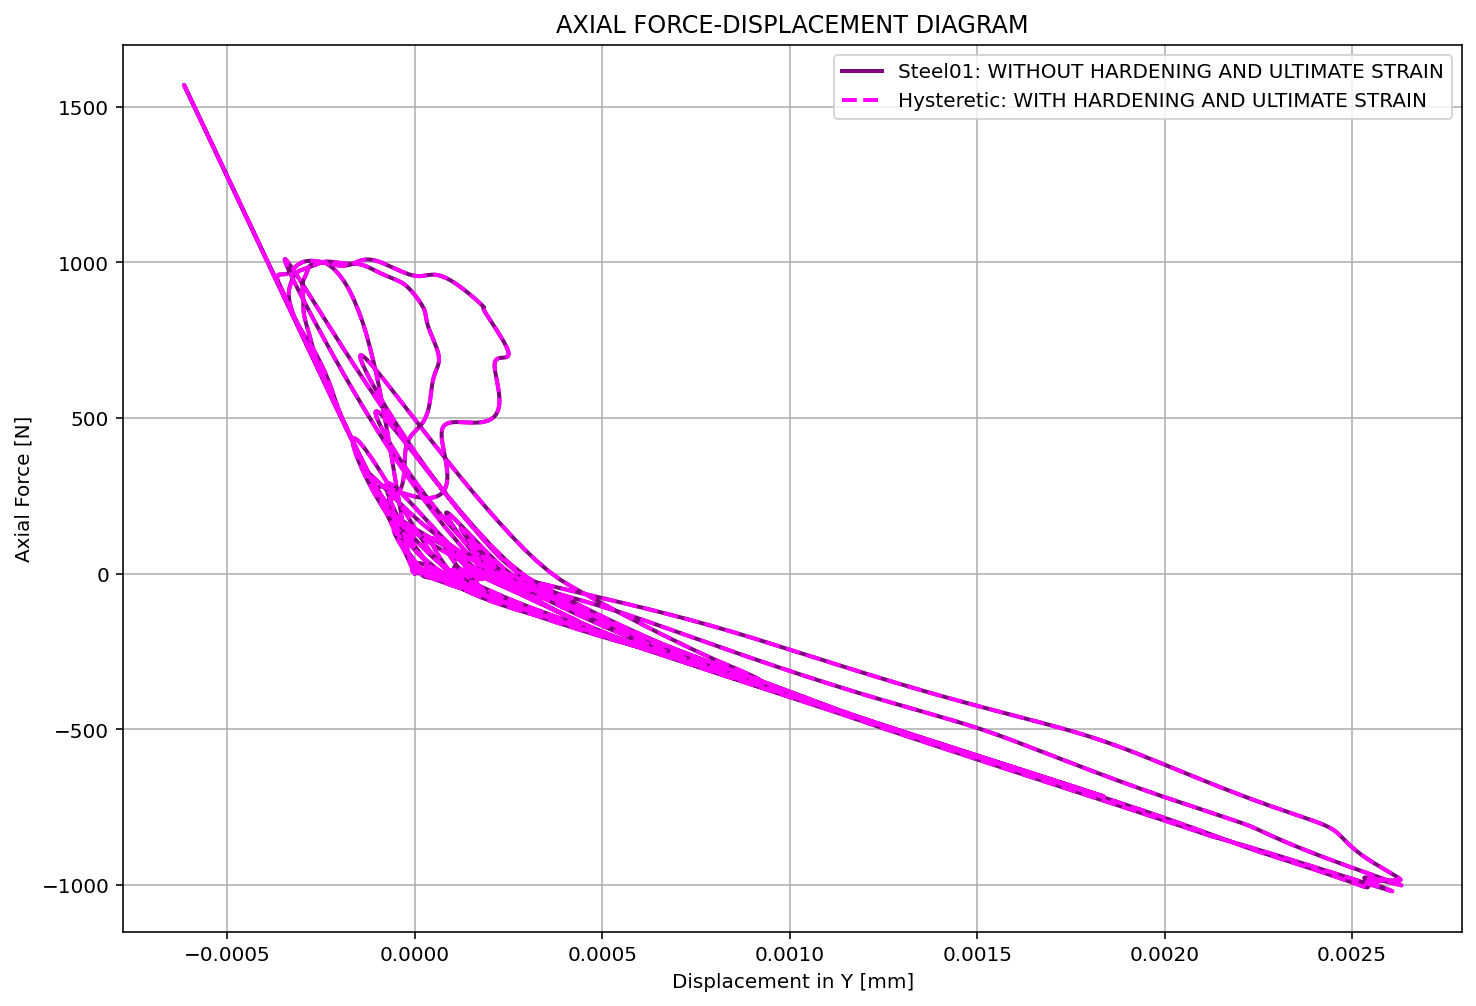 AXIAL FORCE-DISPLACEMENT DIAGRAM
Steel01: WITHOUT HARDENING AND ULTIMATE STRAIN
Hysteretic: WITH HARDENING AND ULTIMATE STRAIN
Axial Force [N]
1500
1000
500
0
−500
−1000
−0.0005 0.0000 0.0005 0.0010 0.0015 0.0020 0.0025
Displacement in Y [mm]